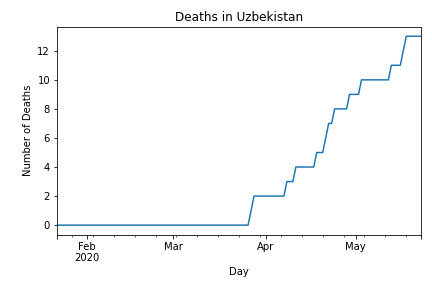 Deaths in Uzbekistan
Number of Deaths
12
10
8
6
4
2
0
Feb
2020
Mar
Apr
May
Day